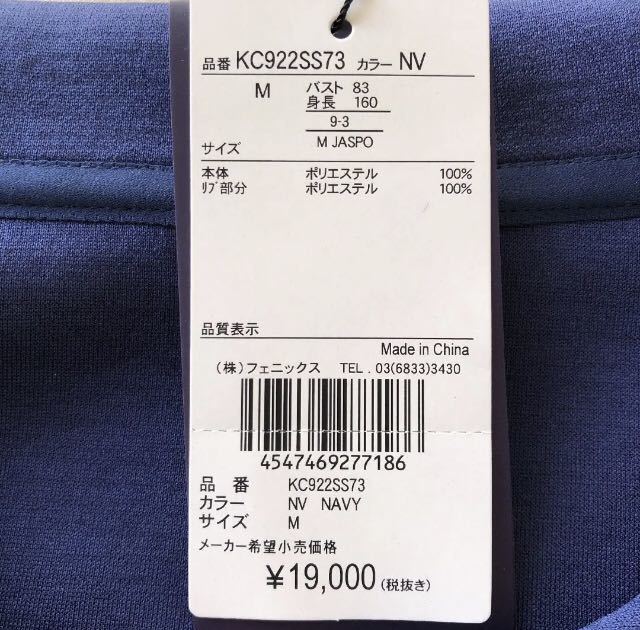 品番 KC922SS73 カラー NV
M バスト 83
身長 160
9-3
サイズ M JASPO
本体 ポリエステル 100%
ﾘﾌﾞ部分 ポリエステル 100%
品質表示
Made in China
(株)フェニックス TEL. 03(6833)3430
4547469277186
品番 KC922SS73
カラー NV NAVY
サイズ M
メーカー希望小売価格
¥19,000(税抜き)